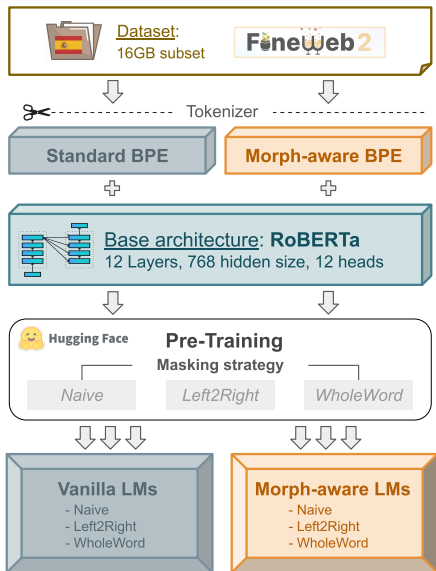 Dataset:
16GB subset
FineWeb2
Tokenizer
Standard BPE
Morph-aware BPE
Base architecture: RoBERTa
12 Layers, 768 hidden size, 12 heads
Hugging Face
Pre-Training
Masking strategy
Naive
Left2Right
WholeWord
Vanilla LMs
- Naive
- Left2Right
- WholeWord
Morph-aware LMs
- Naive
- Left2Right
- WholeWord